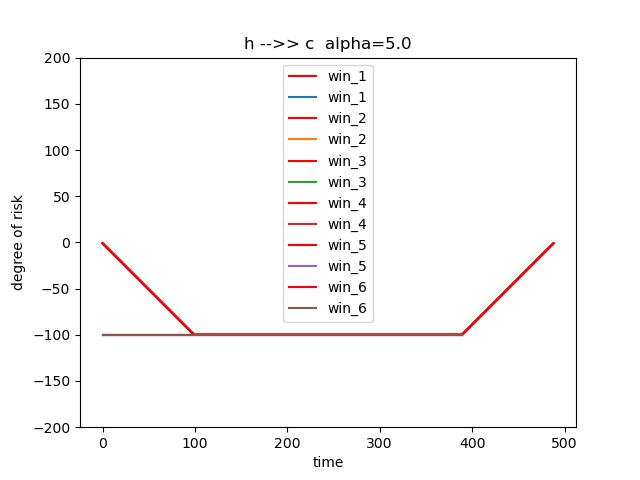 h -->> c  alpha=5.0
200
150
100
50
0
−50
−100
−150
−200
degree of risk
win_1
win_1
win_2
win_2
win_3
win_3
win_4
win_4
win_5
win_5
win_6
win_6
0 100 200 300 400 500
time